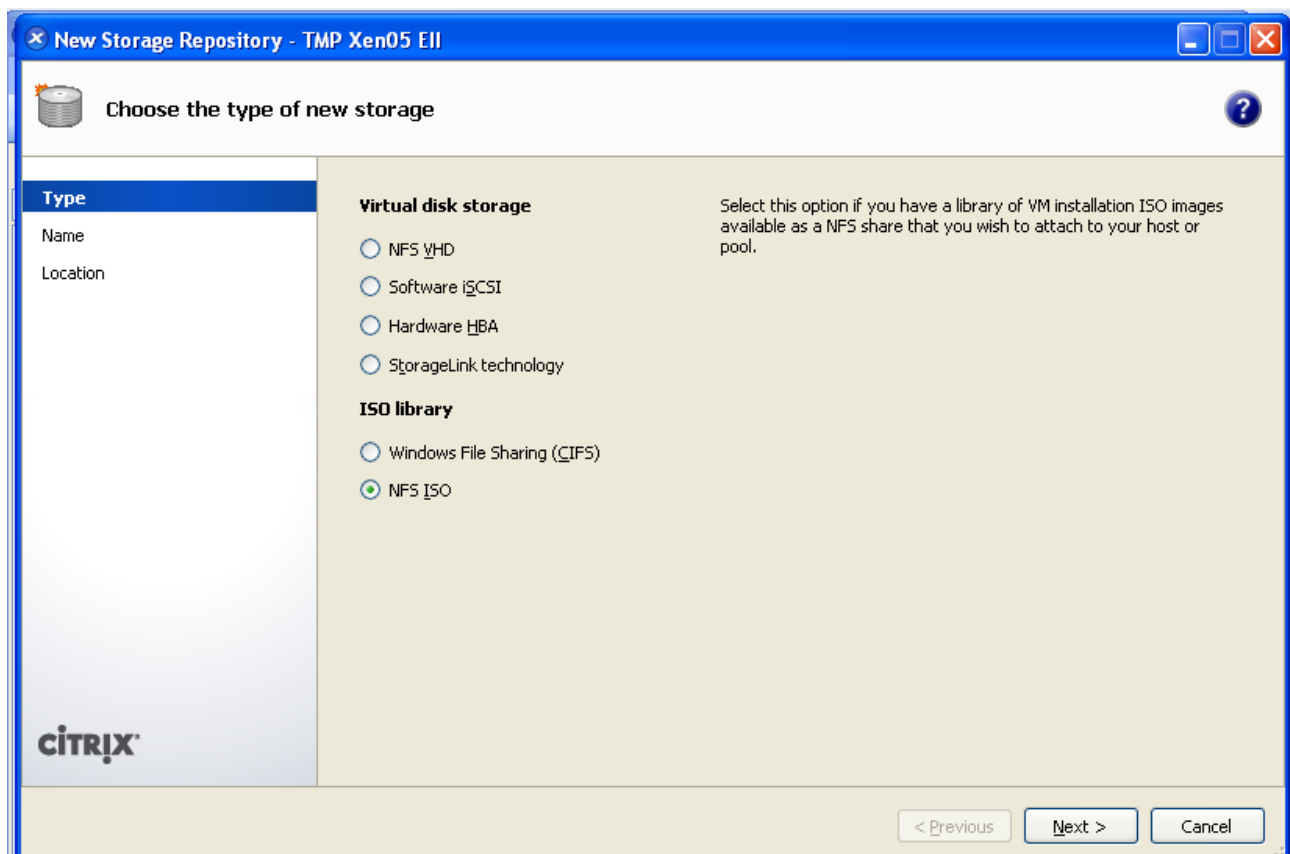 New Storage Repository - TMP Xen05 Ell
Choose the type of new storage
?
Type
Name
Location
Virtual disk storage
NFS VHD
Software iSCSI
Hardware HBA
StorageLink technology
ISO library
Windows File Sharing (CIFS)
NFS ISO
Select this option if you have a library of VM installation ISO images
available as a NFS share that you wish to attach to your host or
pool.
CİTRIX
< Previous
Next >
Cancel